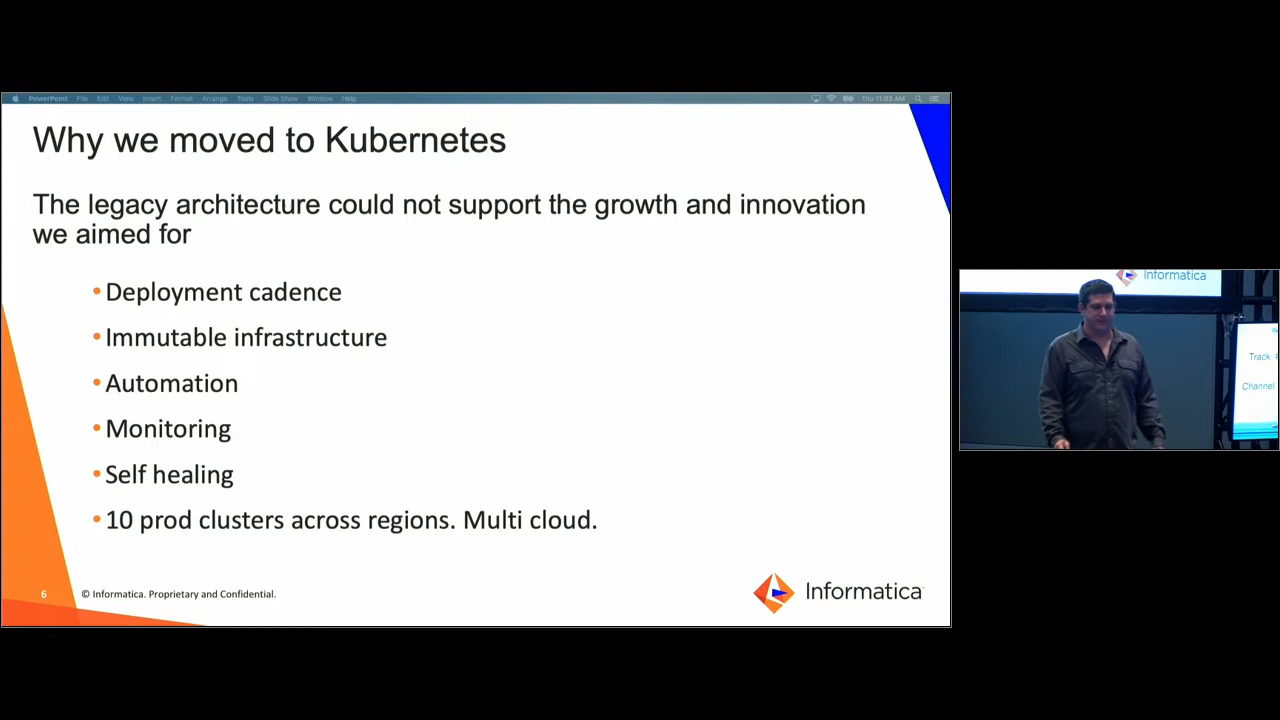 PowerPoint File Edit View Insert Format Arrange Tools Slide Show Window Help Thu 11:03 AM
Why we moved to Kubernetes
The legacy architecture could not support the growth and innovation
we aimed for
•Deployment cadence
•Immutable infrastructure
•Automation
•Monitoring
•Self healing
•10 prod clusters across regions. Multi cloud.
6 © Informatica. Proprietary and Confidential.
Informatica
Informatica
Track
Channel